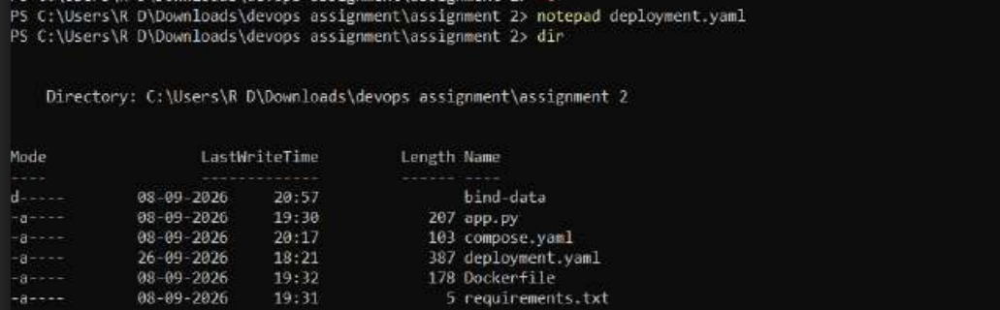 PS C:\Users\R D\Downloads\devops assignment\assignment 2> notepad deployment.yaml
PS C:\Users\R D\Downloads\devops assignment\assignment 2> dir
Directory: C:\Users\R D\Downloads\devops assignment\assignment 2
Mode LastWriteTime Length Name
---- ------------- ------ ----
d----- 08-09-2026 20:57 bind-data
-a---- 08-09-2026 19:30 207 app.py
-a---- 08-09-2026 20:17 103 compose.yaml
-a---- 26-09-2026 18:21 387 deployment.yaml
-a---- 08-09-2026 19:32 178 Dockerfile
-a---- 08-09-2026 19:31 5 requirements.txt